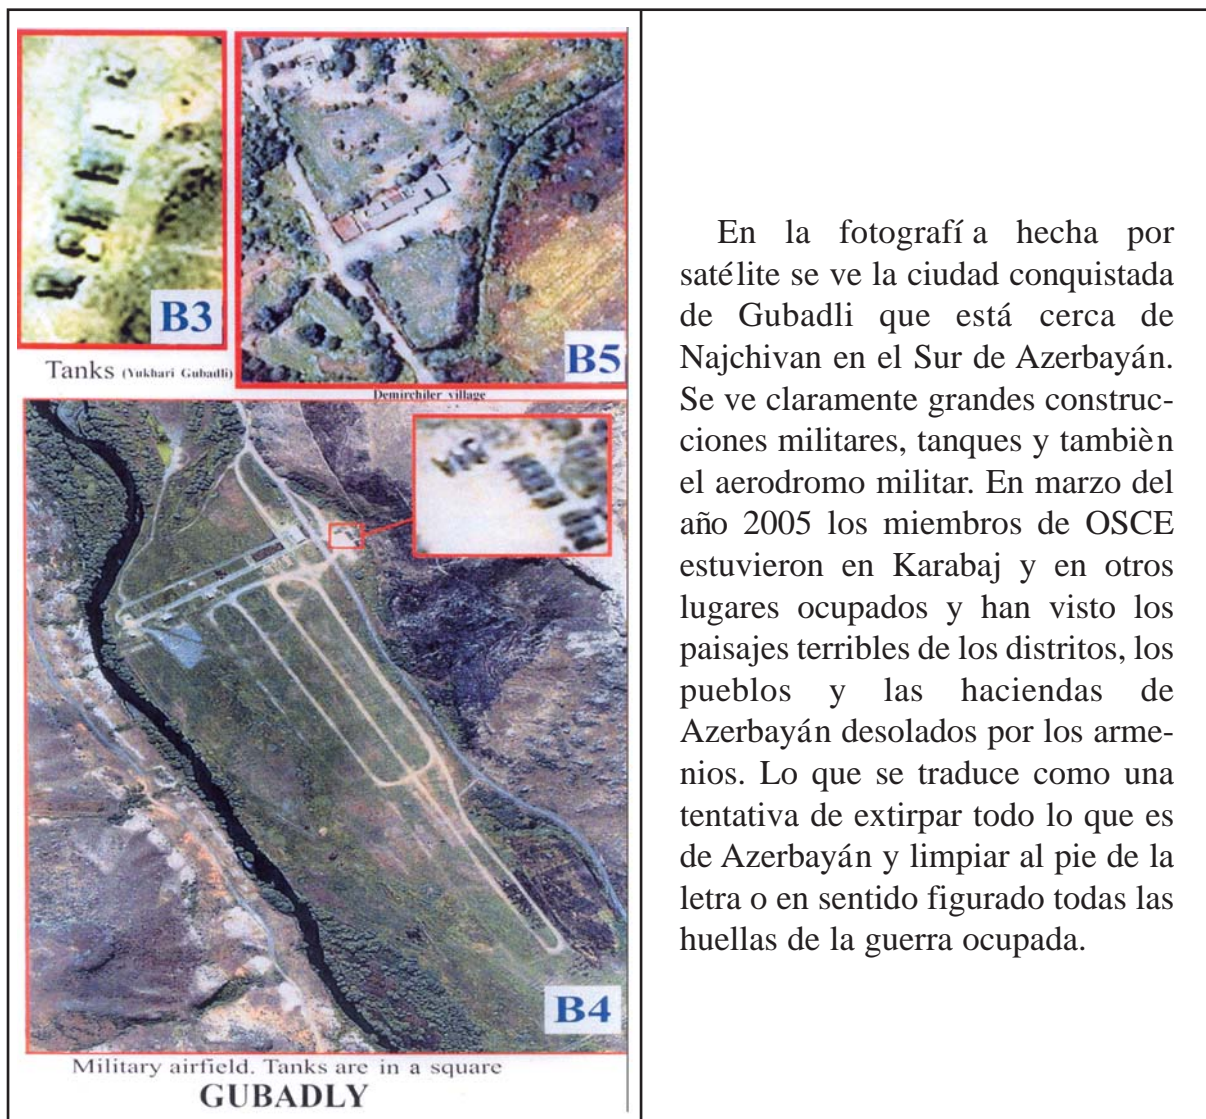 B3
Tanks (Yukhari Gubadli)
B5
Demirchiler village
B4
Military airfield. Tanks are in a square
GUBADLY
En la fotografí a hecha por
satélite se ve la ciudad conquistada
de Gubadli que está cerca de
Najchivan en el Sur de Azerbayán.
Se ve claramente grandes construc-
ciones militares, tanques y tambièn
el aerodromo militar. En marzo del
año 2005 los miembros de OSCE
estuvieron en Karabaj y en otros
lugares ocupados y han visto los
paisajes terribles de los distritos, los
pueblos y las haciendas de
Azerbayán desolados por los arme-
nios. Lo que se traduce como una
tentativa de extirpar todo lo que es
de Azerbayán y limpiar al pie de la
letra o en sentido figurado todas las
huellas de la guerra ocupada.